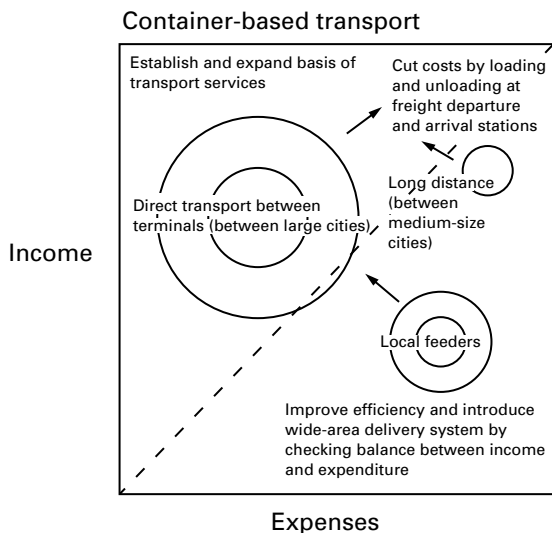 Container-based transport
Establish and expand basis of
transport services
Cut costs by loading
and unloading at
freight departure
and arrival stations
Direct transport between
terminals (between large cities)
Long distance
(between
medium-size
cities)
Income
Local feeders
Improve efficiency and introduce
wide-area delivery system by
checking balance between income
and expenditure
Expenses